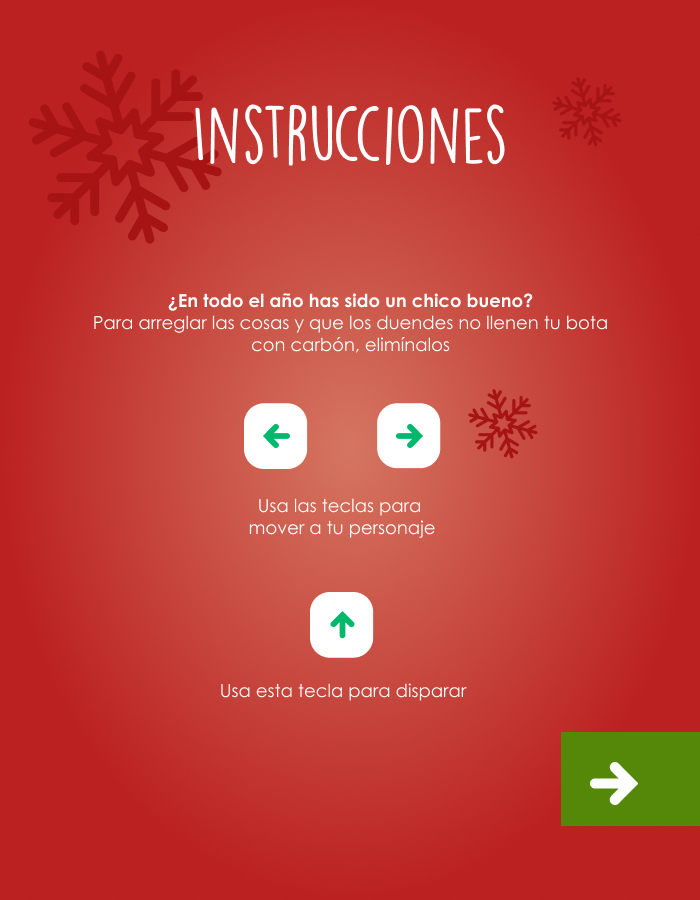 INSTRUCCIONES
¿En todo el año has sido un chico bueno?
Para arreglar las cosas y que los duendes no llenen tu bota
con carbón, elimínalos
Usa las teclas para
mover a tu personaje
Usa esta tecla para disparar